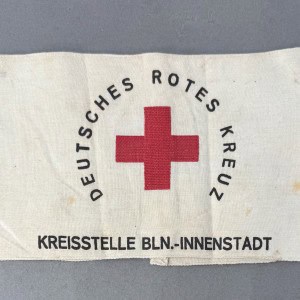 DEUTSCHES ROTES KREUZ
KREISSTELLE BLN.-INNENSTADT